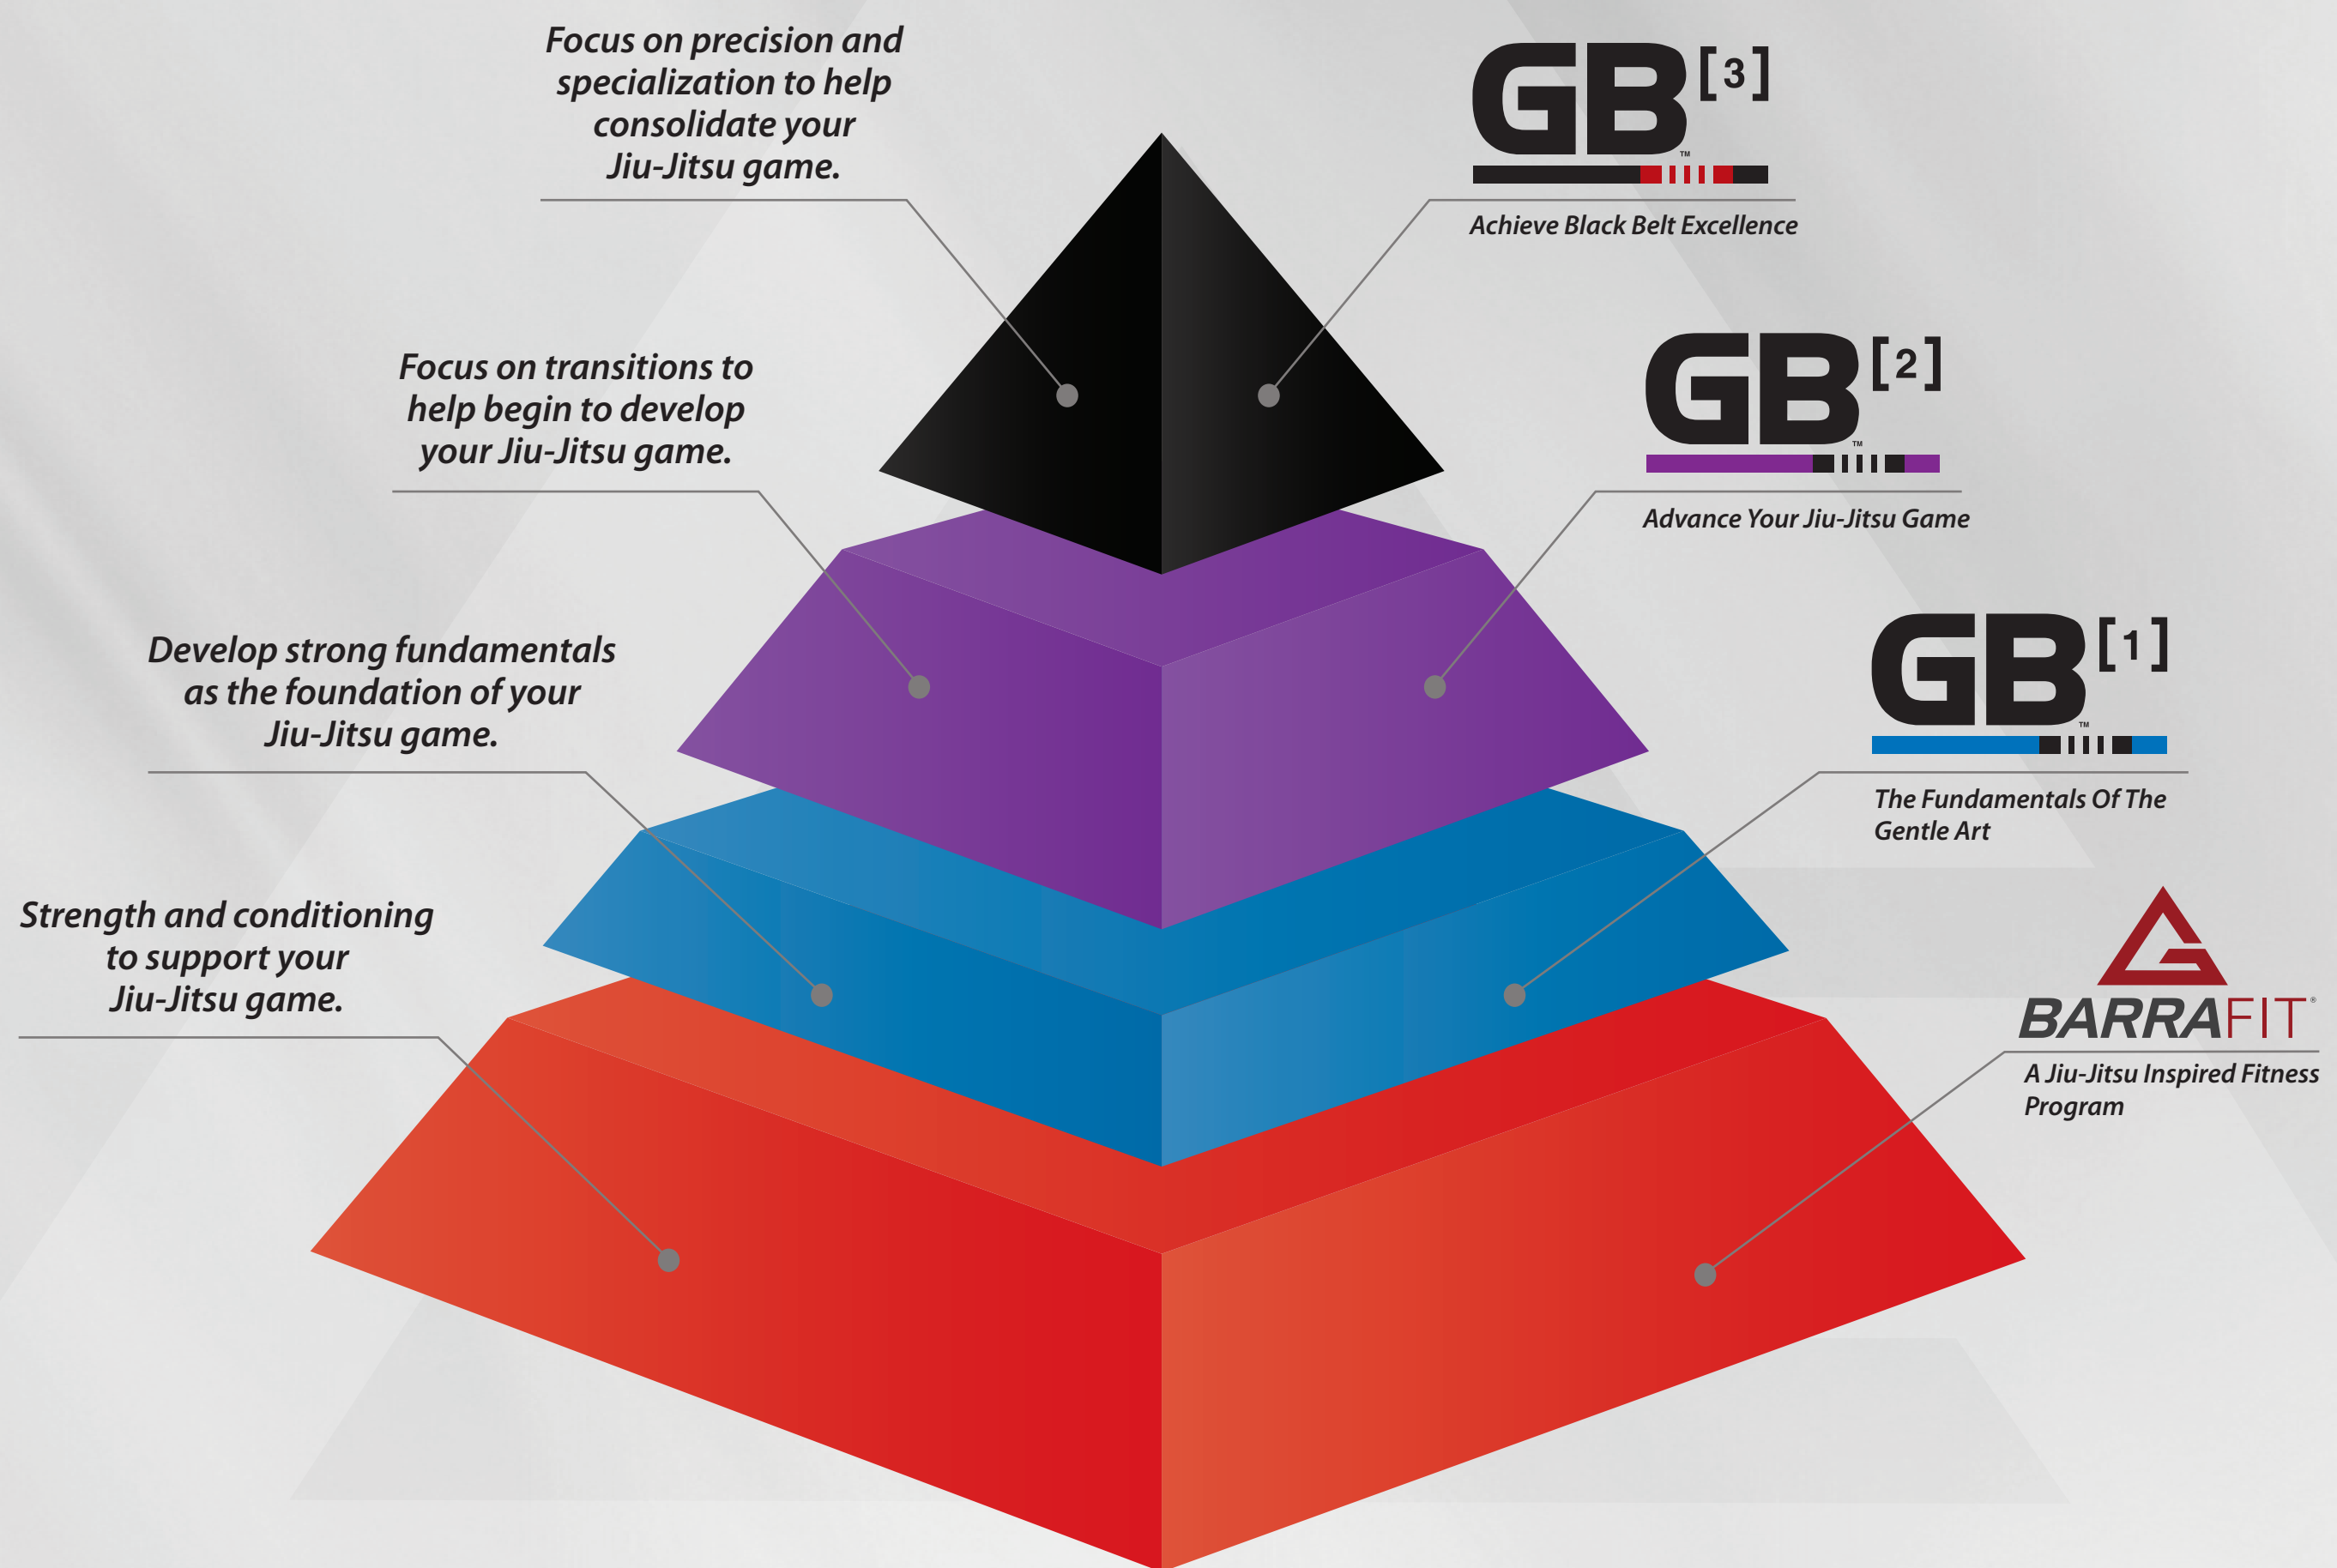 Focus on precision and
specialization to help
consolidate your
Jiu-Jitsu game.
GB[3]
™
Achieve Black Belt Excellence
Focus on transitions to
help begin to develop
your Jiu-Jitsu game.
GB[2]
™
Advance Your Jiu-Jitsu Game
Develop strong fundamentals
as the foundation of your
Jiu-Jitsu game.
GB[1]
™
The Fundamentals Of The
Gentle Art
Strength and conditioning
to support your
Jiu-Jitsu game.
BARRAFIT®
A Jiu-Jitsu Inspired Fitness
Program